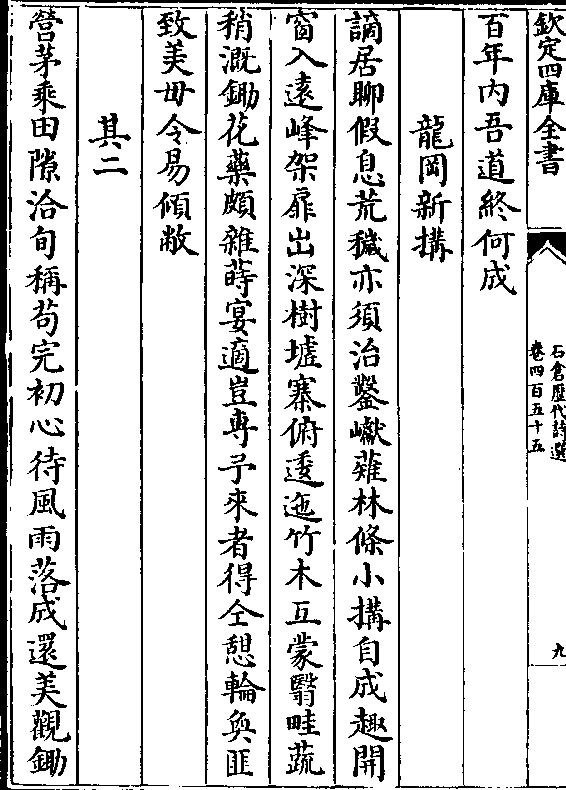 欽定四庫全書
石倉歷代詩選
卷四百五十五
九
百年内吾道終何成
龍岡新搆
謫居聊假息荒穢亦須治鑿巘薙林條小搆自成趣開
窗入遠峰架扉出深樹墟寨俯逶迤竹木互蒙翳畦蔬
稍溉鋤花藥頗雜蒔宴適豈專予來者得仝憇輪奐匪
致美毋令易傾敝
其二
營茅乘田隙洽旬稱苟完初心待風雨落成還美觀鋤